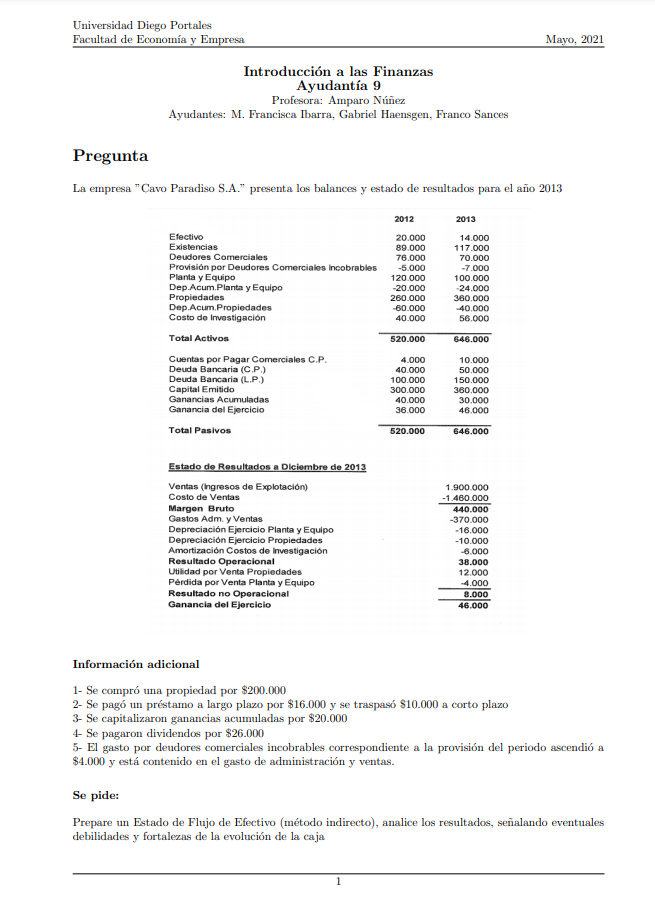 Universidad Diego Portales
Facultad de Economía y Empresa Mayo, 2021
Introducción a las Finanzas
Ayudantía 9
Profesora: Amparo Núñez
Ayudantes: M. Francisca Ibarra, Gabriel Haensgen, Franco Sances
Pregunta
La empresa "Cavo Paradiso S.A." presenta los balances y estado de resultados para el año 2013
2012 2013
Efectivo 20.000 14.000
Existencias 89.000 117.000
Deudores Comerciales 76.000 70.000
Provisión por Deudores Comerciales Incobrables -5.000 -7.000
Planta y Equipo 120.000 100.000
Dep.Acum.Planta y Equipo -20.000 -24.000
Propiedades 260.000 360.000
Dep.Acum.Propiedades -60.000 -40.000
Costo de Investigación 40.000 56.000
Total Activos 520.000 646.000
Cuentas por Pagar Comerciales C.P. 4.000 10.000
Deuda Bancaria (C.P.) 40.000 50.000
Deuda Bancaria (L.P.) 100.000 150.000
Capital Emitido 300.000 360.000
Ganancias Acumuladas 40.000 30.000
Ganancia del Ejercicio 36.000 46.000
Total Pasivos 520.000 646.000
Estado de Resultados a Diciembre de 2013
Ventas (Ingresos de Explotación) 1.900.000
Costo de Ventas -1.460.000
Margen Bruto 440.000
Gastos Adm. y Ventas -370.000
Depreciación Ejercicio Planta y Equipo -16.000
Depreciación Ejercicio Propiedades -10.000
Amortización Costos de Investigación -6.000
Resultado Operacional 38.000
Utilidad por Venta Propiedades 12.000
Pérdida por Venta Planta y Equipo -4.000
Resultado no Operacional 8.000
Ganancia del Ejercicio 46.000
Información adicional
1- Se compró una propiedad por $200.000
2- Se pagó un préstamo a largo plazo por $16.000 y se traspasó $10.000 a corto plazo
3- Se capitalizaron ganancias acumuladas por $20.000
4- Se pagaron dividendos por $26.000
5- El gasto por deudores comerciales incobrables correspondiente a la provisión del periodo ascendió a
$4.000 y está contenido en el gasto de administración y ventas.
Se pide:
Prepare un Estado de Flujo de Efectivo (método indirecto), analice los resultados, señalando eventuales
debilidades y fortalezas de la evolución de la caja
1